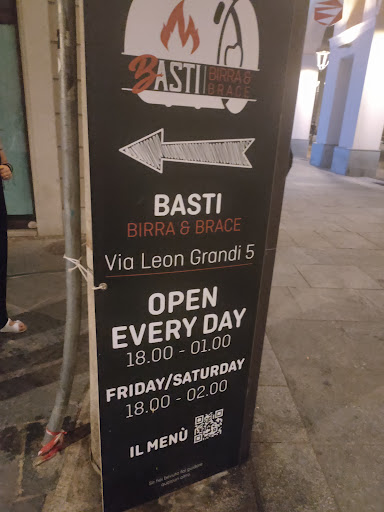 BASTI BIRRA &
BRACE
BASTI
BIRRA & BRACE
Via Leon Grandi 5
OPEN
EVERY DAY
18.00 - 01.00
FRIDAY/SATURDAY
18.00 - 02.00
IL MENÙ